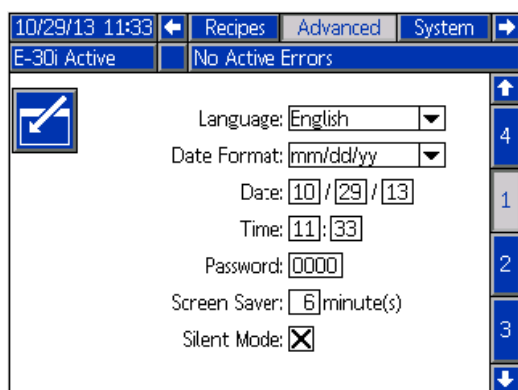 10/29/13 11:33 Recipes Advanced System
E-30i Active No Active Errors
Language: English
4
Date Format: mm/dd/yy
Date: 10 / 29 / 13
1
Time: 11 : 33
Password: 0000
2
Screen Saver: 6 minute(s)
Silent Mode:
3